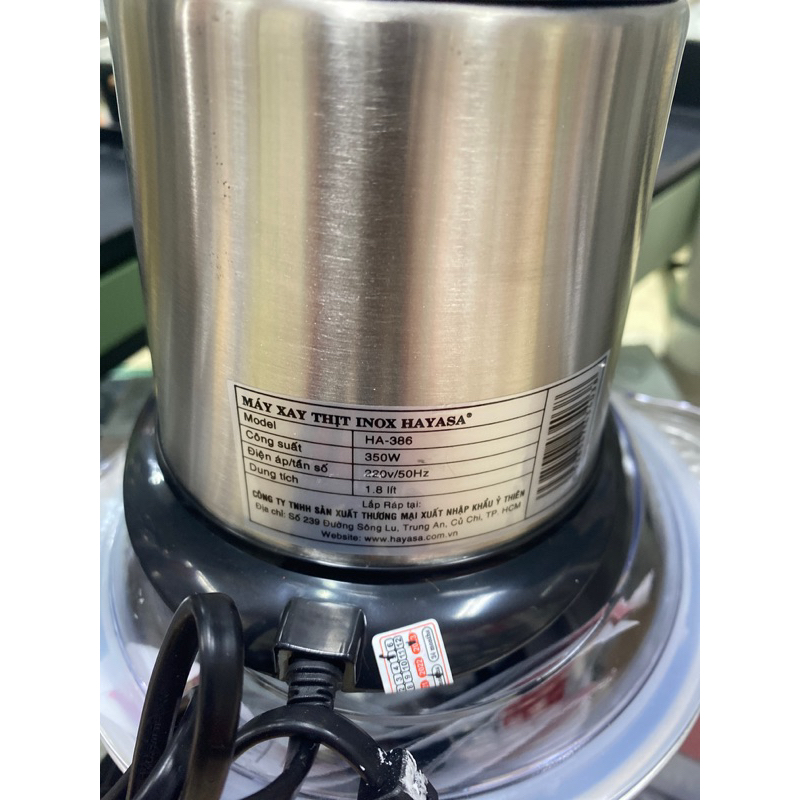 MÁY XAY THỊT INOX HAYASA®
Model HA-386
Công suất 350W
Điện áp/tần số 220v/50Hz
Dung tích 1.8 lít
Lắp Ráp tại:
CÔNG TY TNHH SẢN XUẤT THƯƠNG MẠI XUẤT NHẬP KHẨU Ý THIÊN
Địa chỉ: Số 239 Đường Sông Lu, Trung An, Củ Chi, TP. HCM
Website: www.hayasa.com.vn